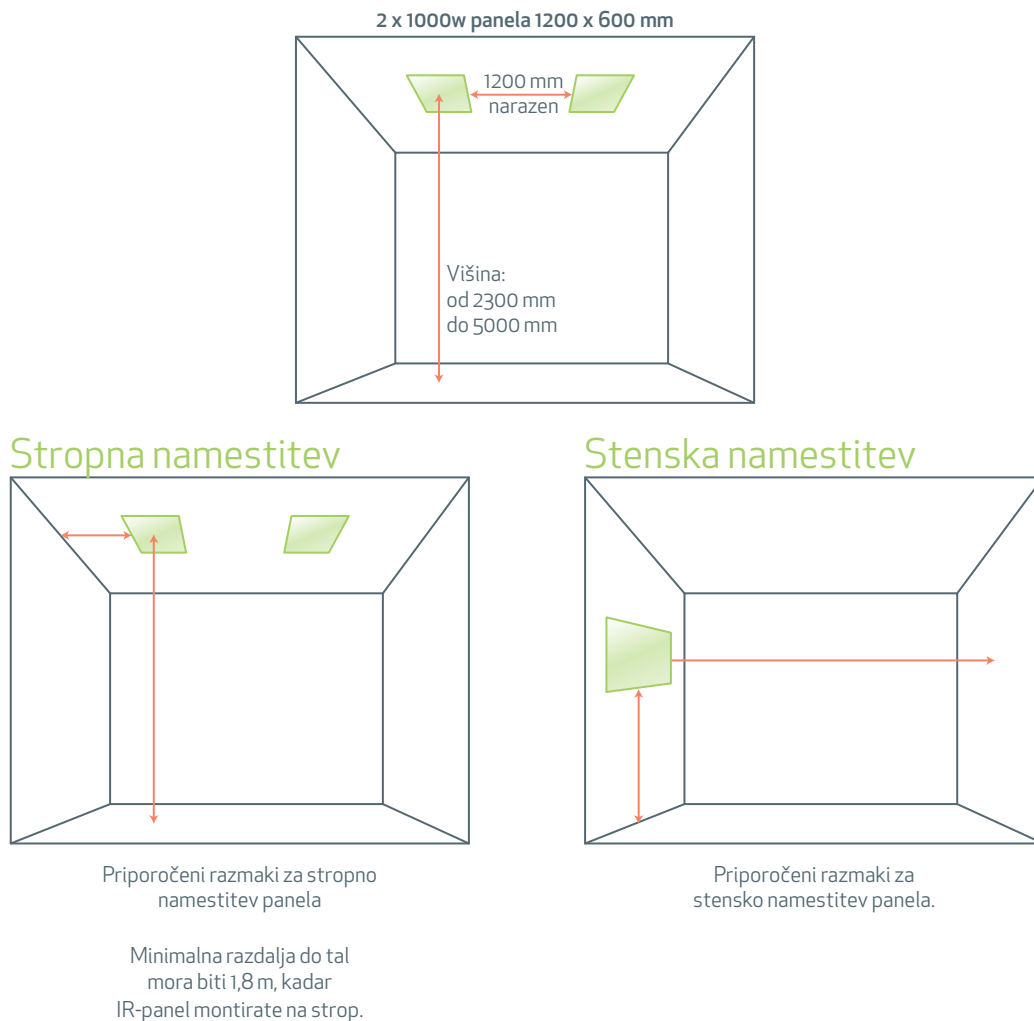 2 x 1000w panela 1200 x 600 mm
1200 mm
narazen
Višina:
od 2300 mm
do 5000 mm
Stropna namestitev
Stenska namestitev
Priporočeni razmaki za stropno
namestitev panela
Minimalna razdalja do tal
mora biti 1,8 m, kadar
IR-panel montirate na strop.
Priporočeni razmaki za
stensko namestitev panela.